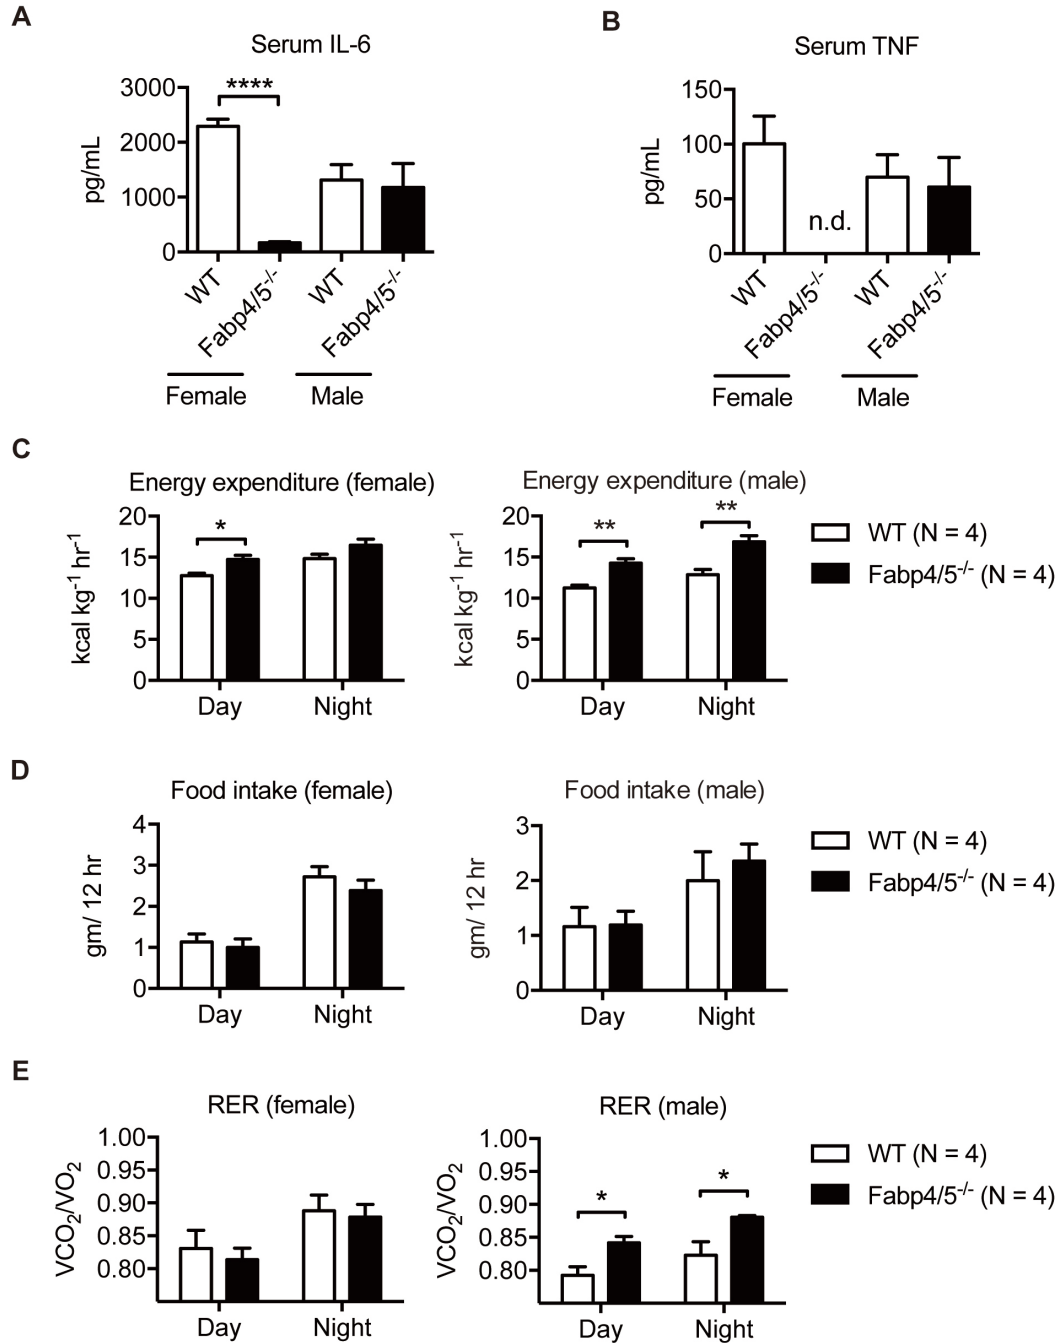 A
Serum IL-6
pg/mL
3000
2000
1000
0
****
WT
Fabp4/5-/-
WT
Fabp4/5-/-
Female
Male
B
Serum TNF
pg/mL
150
100
50
0
n.d.
WT
Fabp4/5-/-
WT
Fabp4/5-/-
Female
Male
C
Energy expenditure (female)
kcal kg-1 hr-1
20
15
10
5
0
*
Day
Night
Energy expenditure (male)
kcal kg-1 hr-1
20
15
10
5
0
**
**
Day
Night
WT (N = 4)
Fabp4/5-/- (N = 4)
D
Food intake (female)
gm/ 12 hr
4
3
2
1
0
Day
Night
Food intake (male)
gm/ 12 hr
3
2
1
0
Day
Night
WT (N = 4)
Fabp4/5-/- (N = 4)
E
RER (female)
VCO2/VO2
1.00
0.95
0.90
0.85
0.80
Day
Night
RER (male)
VCO2/VO2
1.00
0.95
0.90
0.85
0.80
*
*
Day
Night
WT (N = 4)
Fabp4/5-/- (N = 4)